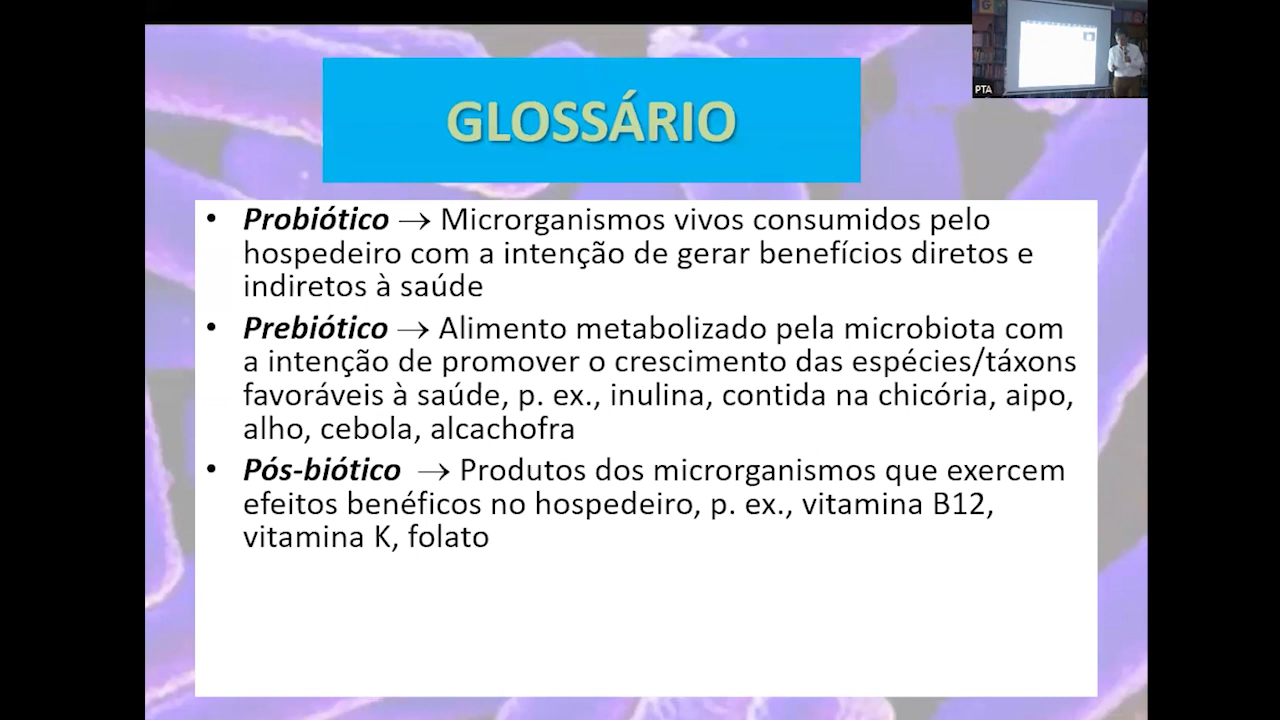 PTA
GLOSSÁRIO
• Probiótico → Microrganismos vivos consumidos pelo
hospedeiro com a intenção de gerar benefícios diretos e
indiretos à saúde
• Prebiótico → Alimento metabolizado pela microbiota com
a intenção de promover o crescimento das espécies/táxons
favoráveis à saúde, p. ex., inulina, contida na chicória, aipo,
alho, cebola, alcachofra
• Pós-biótico → Produtos dos microrganismos que exercem
efeitos benéficos no hospedeiro, p. ex., vitamina B12,
vitamina K, folato